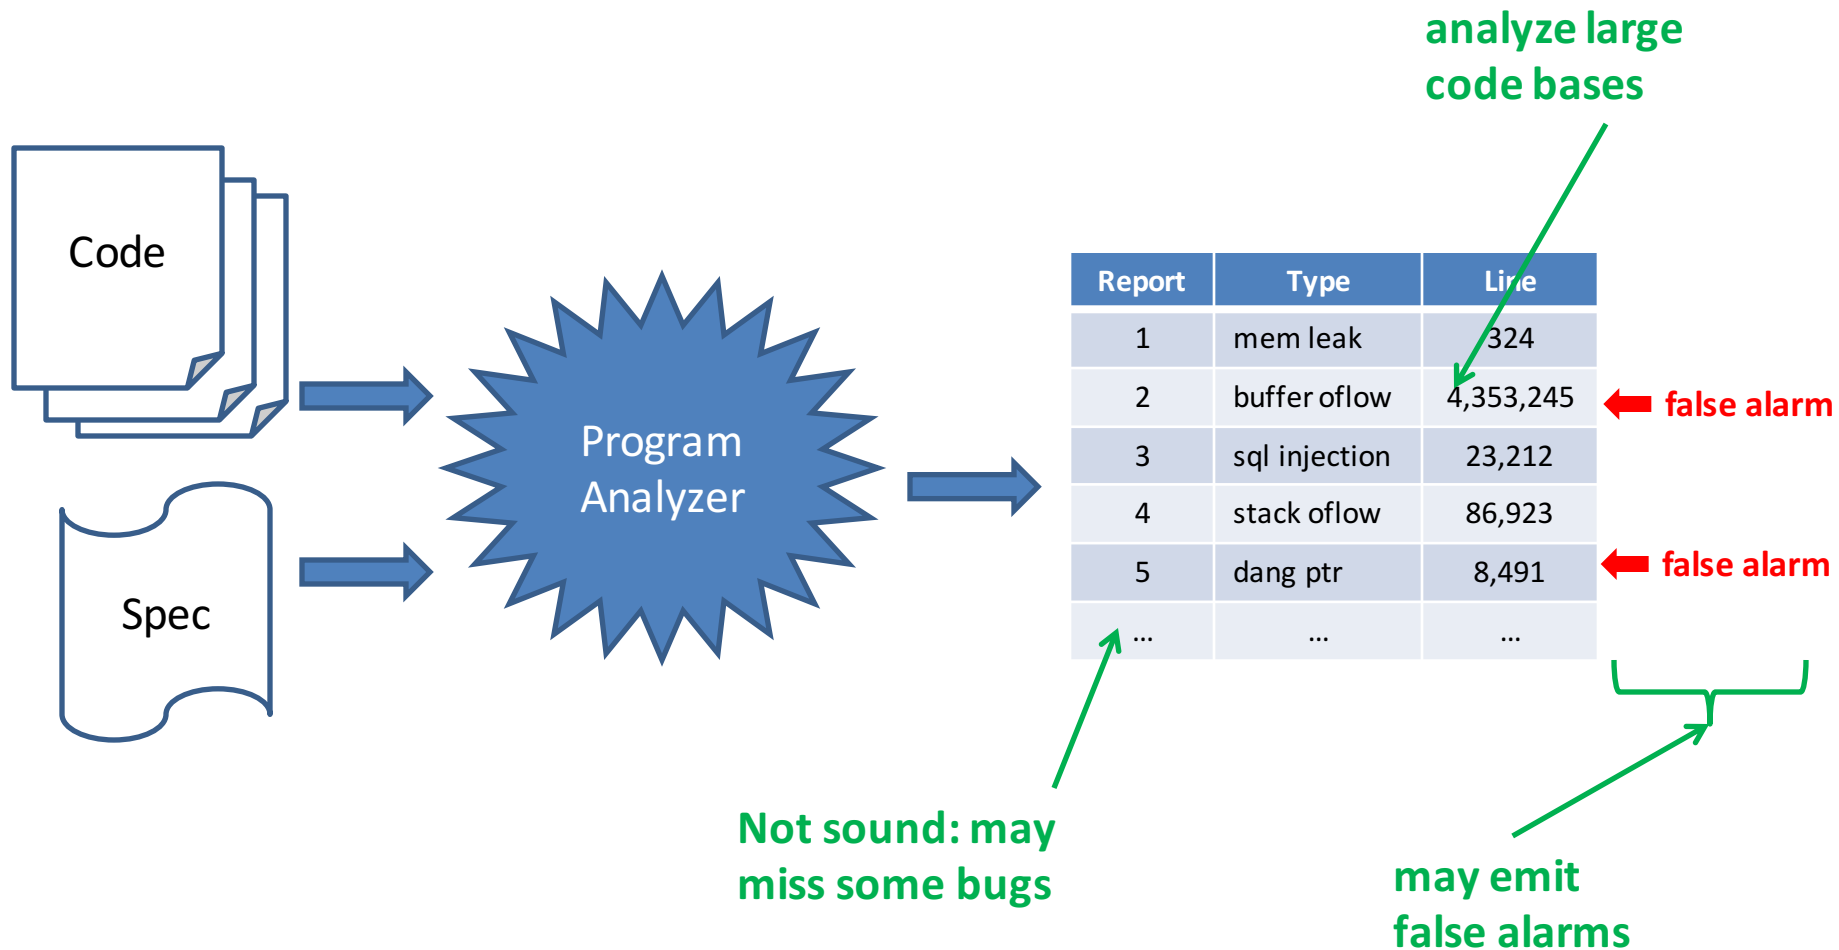 analyze large
code bases
Code
Spec
Program
Analyzer
Report Type Line
1 mem leak 324
2 buffer oflow 4,353,245
3 sql injection 23,212
4 stack oflow 86,923
5 dang ptr 8,491
... ... ...
false alarm
false alarm
Not sound: may
miss some bugs
may emit
false alarms